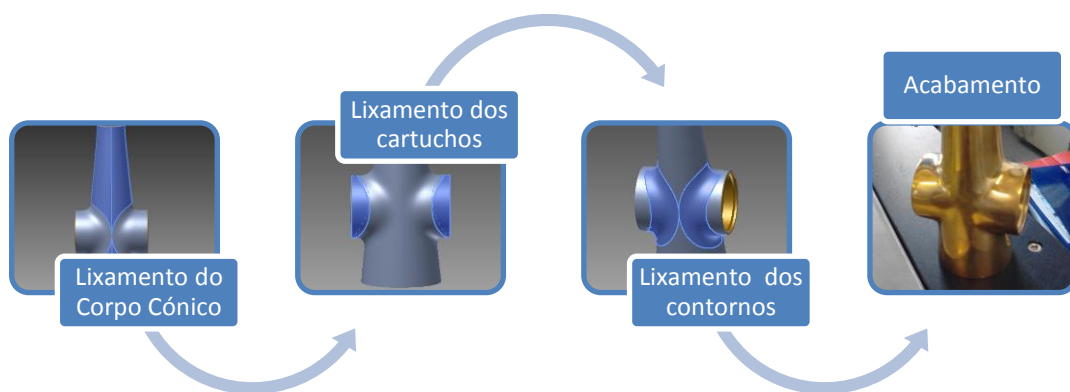 Lixamento do
Corpo Cónico
Lixamento dos
cartuchos
Lixamento dos
contornos
Acabamento